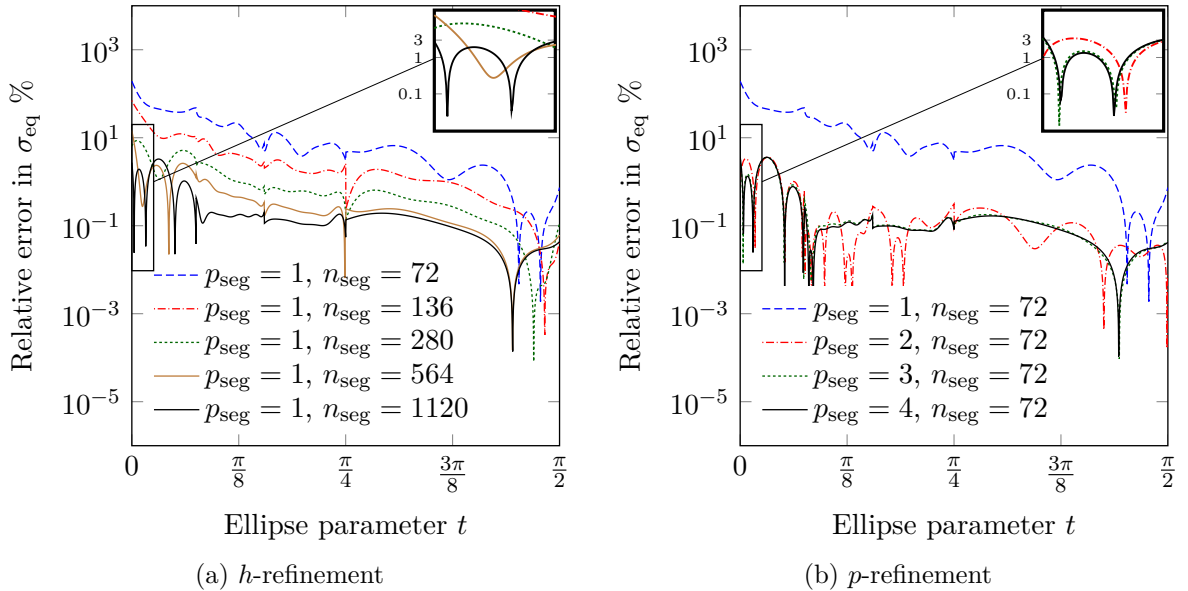 10^3
10^1
10^{-1}
10^{-3}
10^{-5}
Relative error in σ_eq %
3
1
0.1
p_seg = 1, n_seg = 72
p_seg = 1, n_seg = 136
p_seg = 1, n_seg = 280
p_seg = 1, n_seg = 564
p_seg = 1, n_seg = 1120
0 π/8 π/4 3π/8 π/2
Ellipse parameter t
(a) h-refinement
10^3
10^1
10^{-1}
10^{-3}
10^{-5}
Relative error in σ_eq %
3
1
0.1
p_seg = 1, n_seg = 72
p_seg = 2, n_seg = 72
p_seg = 3, n_seg = 72
p_seg = 4, n_seg = 72
0 π/8 π/4 3π/8 π/2
Ellipse parameter t
(b) p-refinement